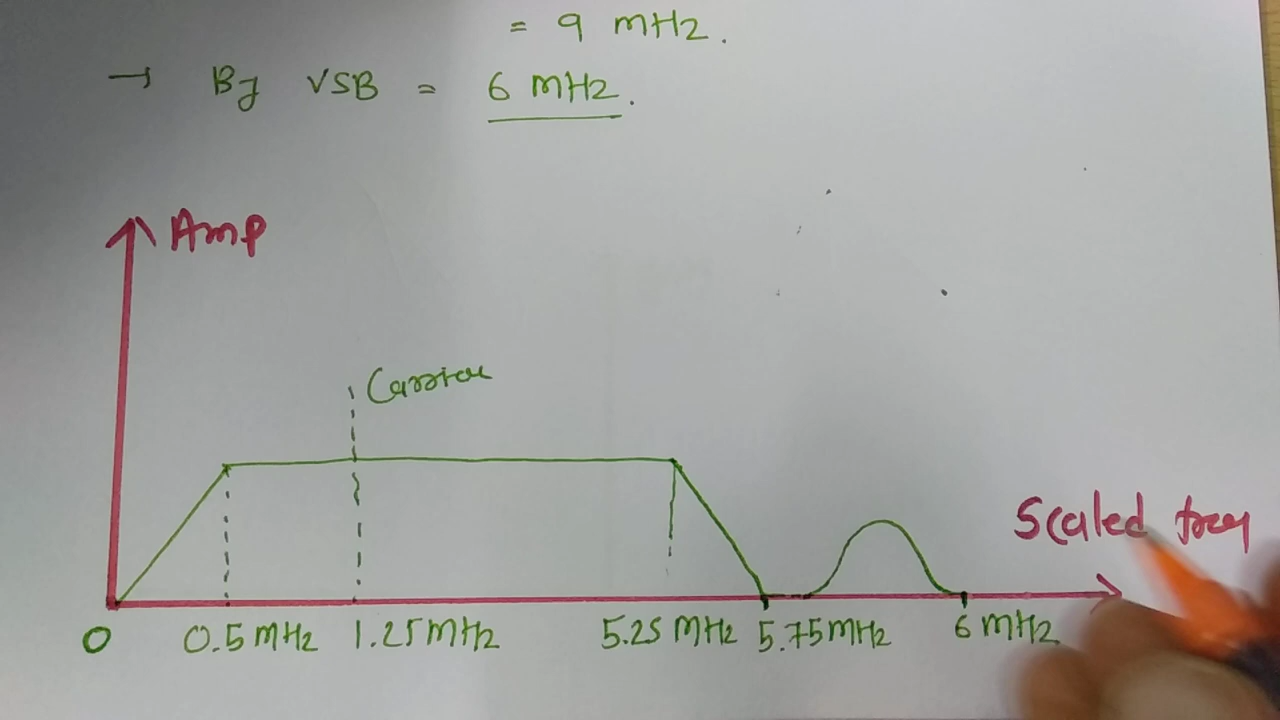 = 9 MHz.
→ By VSB = 6 MHz.
Amp
Carrier
Scaled freq
0 0.5 MHz 1.25 MHz 5.25 MHz 5.75 MHz 6 MHz